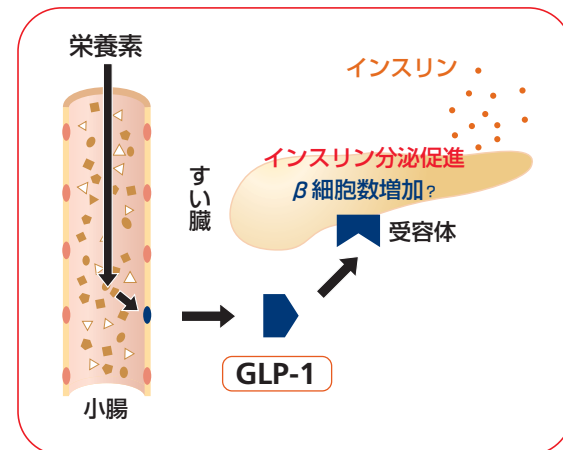 栄養素
インスリン
インスリン分泌促進
β細胞数増加?
すい臓
受容体
GLP-1
小腸